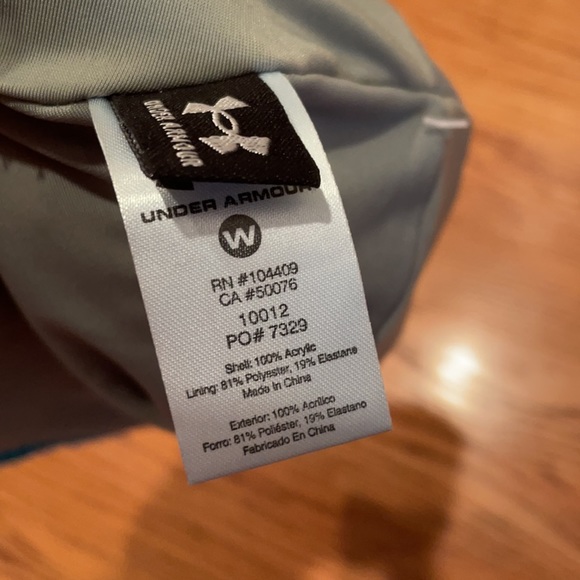 UNDER ARMOUR
UNDER ARMOUR
W
RN #104409
CA #50076
10012
PO# 7329
Shell: 100% Acrylic
Lining: 81% Polyester, 19% Elastane
Made in China
Exterior: 100% Acrílico
Forro: 81% Poliéster, 19% Elastano
Fabricado En China